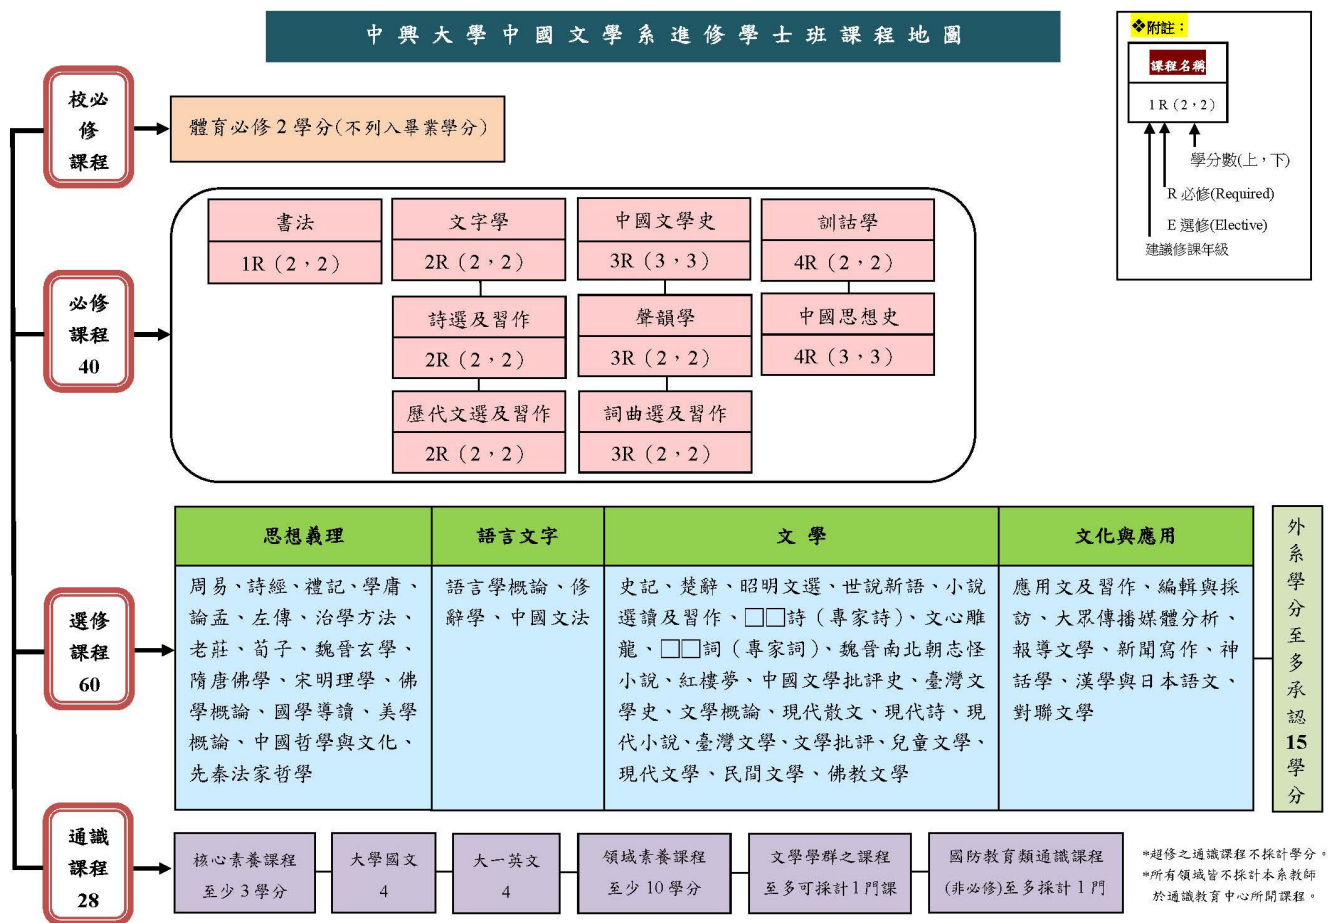 中興大學中國文學系進修學士班課程地圖
❖附註：
課程名稱
1R（2，2）
學分數(上，下)
R 必修(Required)
E 選修(Elective)
建議修課年級
校必
修
課程
體育必修 2 學分(不列入畢業學分)
必修
課程
40
書法
1R（2，2）
文字學
2R（2，2）
詩選及習作
2R（2，2）
歷代文選及習作
2R（2，2）
中國文學史
3R（3，3）
聲韻學
3R（2，2）
詞曲選及習作
3R（2，2）
訓詁學
4R（2，2）
中國思想史
4R（3，3）
選修
課程
60
思想義理
周易、詩經、禮記、學庸、
論孟、左傳、治學方法、
老莊、荀子、魏晉玄學、
隋唐佛學、宋明理學、佛
學概論、國學導讀、美學
概論、中國哲學與文化、
先秦法家哲學
語言文字
語言學概論、修
辭學、中國文法
文 學
史記、楚辭、昭明文選、世說新語、小說
選讀及習作、□□詩（專家詩）、文心雕
龍、□□詞（專家詞）、魏晉南北朝志怪
小說、紅樓夢、中國文學批評史、臺灣文
學史、文學概論、現代散文、現代詩、現
代小說、臺灣文學、文學批評、兒童文學、
現代文學、民間文學、佛教文學
文化與應用
應用文及習作、編輯與採
訪、大眾傳播媒體分析、
報導文學、新聞寫作、神
話學、漢學與日本語文、
對聯文學
外
系
學
分
至
多
承
認
15
學
分
通識
課程
28
核心素養課程
至少 3 學分
大學國文
4
大一英文
4
領域素養課程
至少 10 學分
文學學群之課程
至多可採計 1 門課
國防教育類通識課程
(非必修)至多採計 1 門
*超修之通識課程不採計學分。
*所有領域皆不採計本系教師
於通識教育中心所開課程。